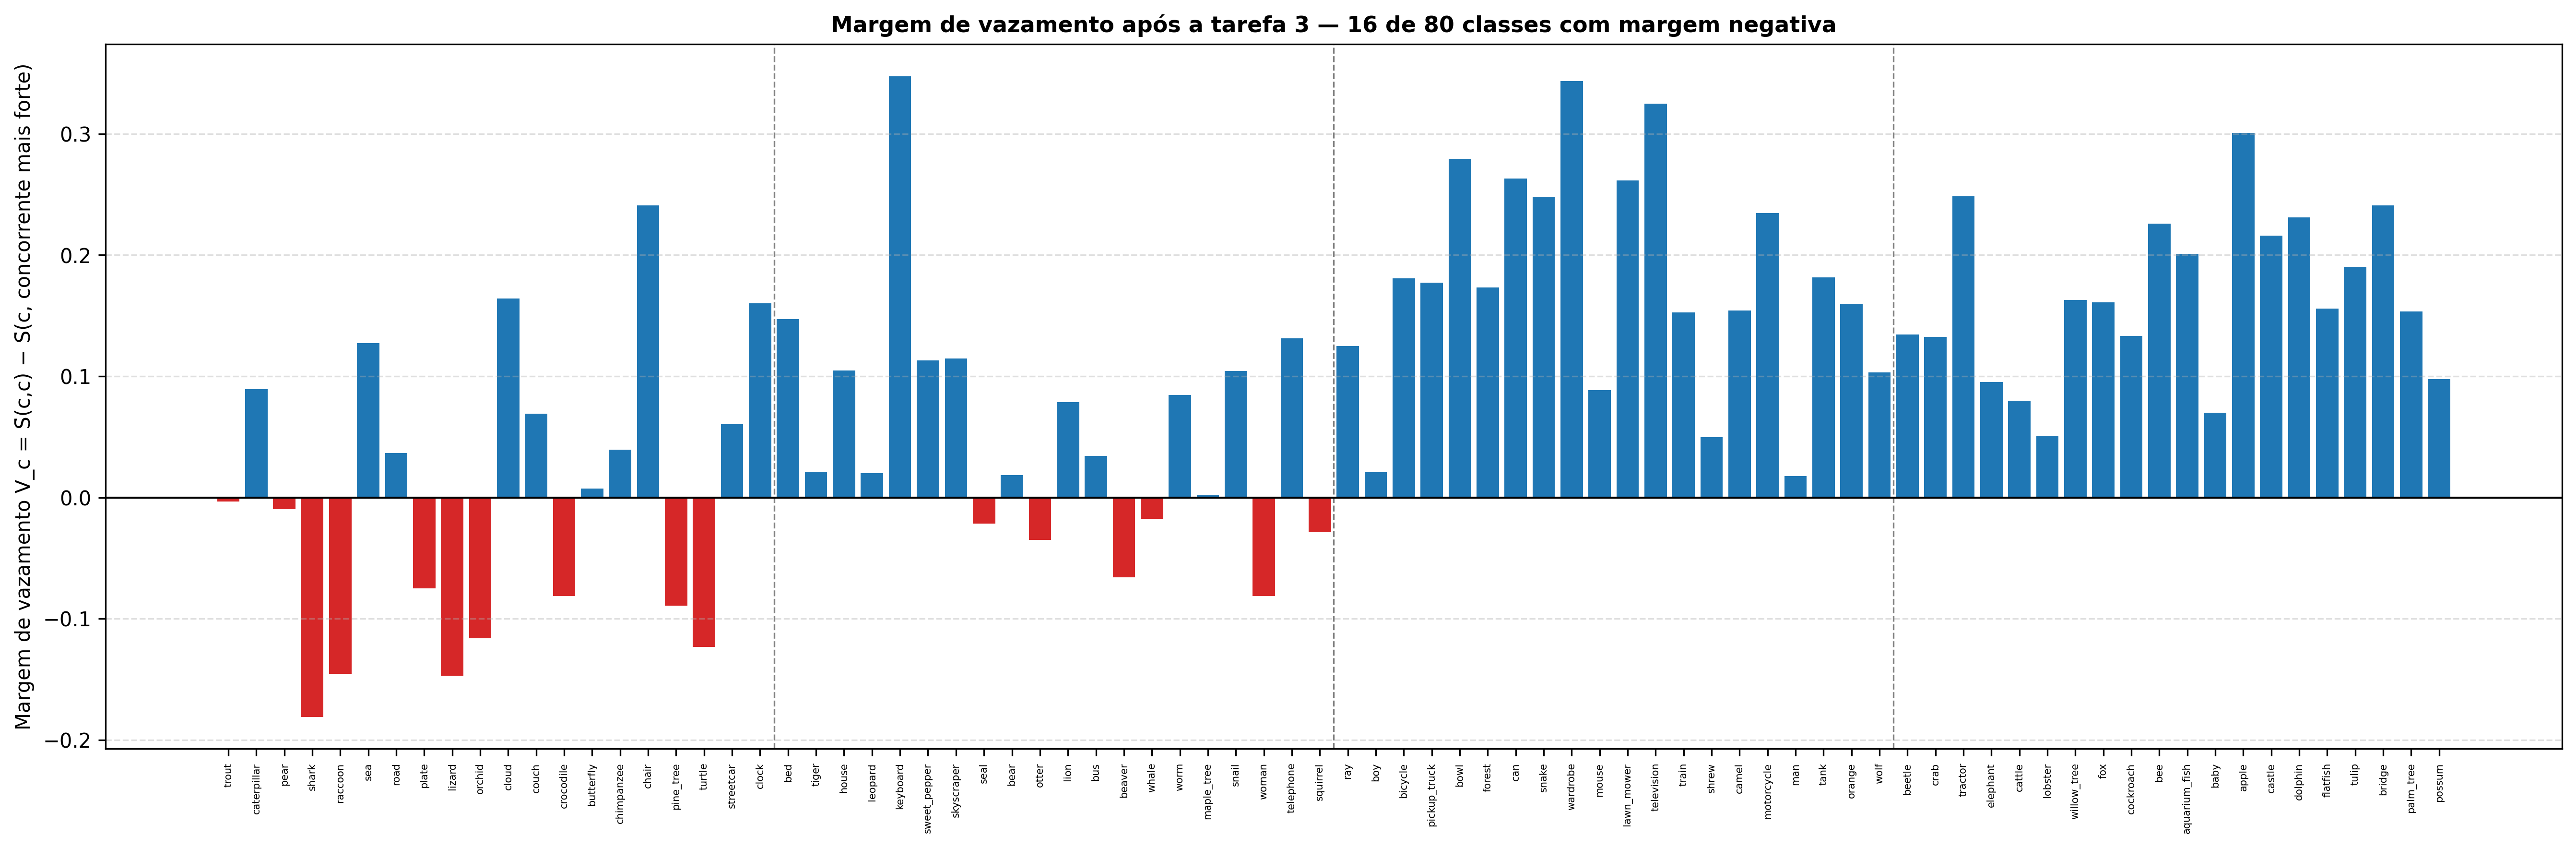 Margem de vazamento após a tarefa 3 — 16 de 80 classes com margem negativa
Margem de vazamento V_c = S(c,c) − S(c, concorrente mais forte)
0.3
0.2
0.1
0.0
−0.1
−0.2
trout
caterpillar
pear
shark
raccoon
sea
road
plate
lizard
orchid
cloud
couch
crocodile
butterfly
chimpanzee
chair
pine_tree
turtle
streetcar
clock
bed
tiger
house
leopard
keyboard
sweet_pepper
skyscraper
seal
bear
otter
lion
bus
beaver
whale
worm
maple_tree
snail
woman
telephone
squirrel
ray
boy
bicycle
pickup_truck
bowl
forest
can
snake
wardrobe
mouse
lawn_mower
television
train
shrew
camel
motorcycle
man
tank
orange
wolf
beetle
crab
tractor
elephant
cattle
lobster
willow_tree
fox
cockroach
bee
aquarium_fish
baby
apple
castle
dolphin
flatfish
tulip
bridge
palm_tree
possum